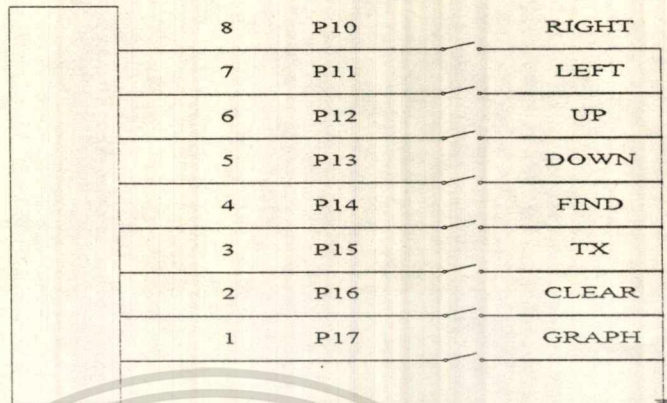 8 P10 RIGHT
7 P11 LEFT
6 P12 UP
5 P13 DOWN
4 P14 FIND
3 P15 TX
2 P16 CLEAR
1 P17 GRAPH